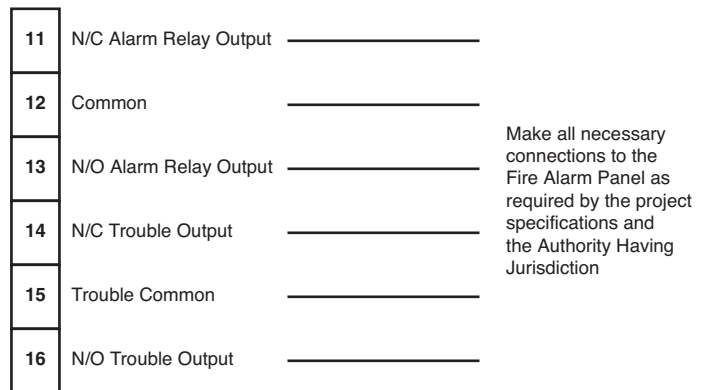 11 N/C Alarm Relay Output
12 Common
13 N/O Alarm Relay Output
14 N/C Trouble Output
15 Trouble Common
16 N/O Trouble Output
Make all necessary
connections to the
Fire Alarm Panel as
required by the project
specifications and
the Authority Having
Jurisdiction